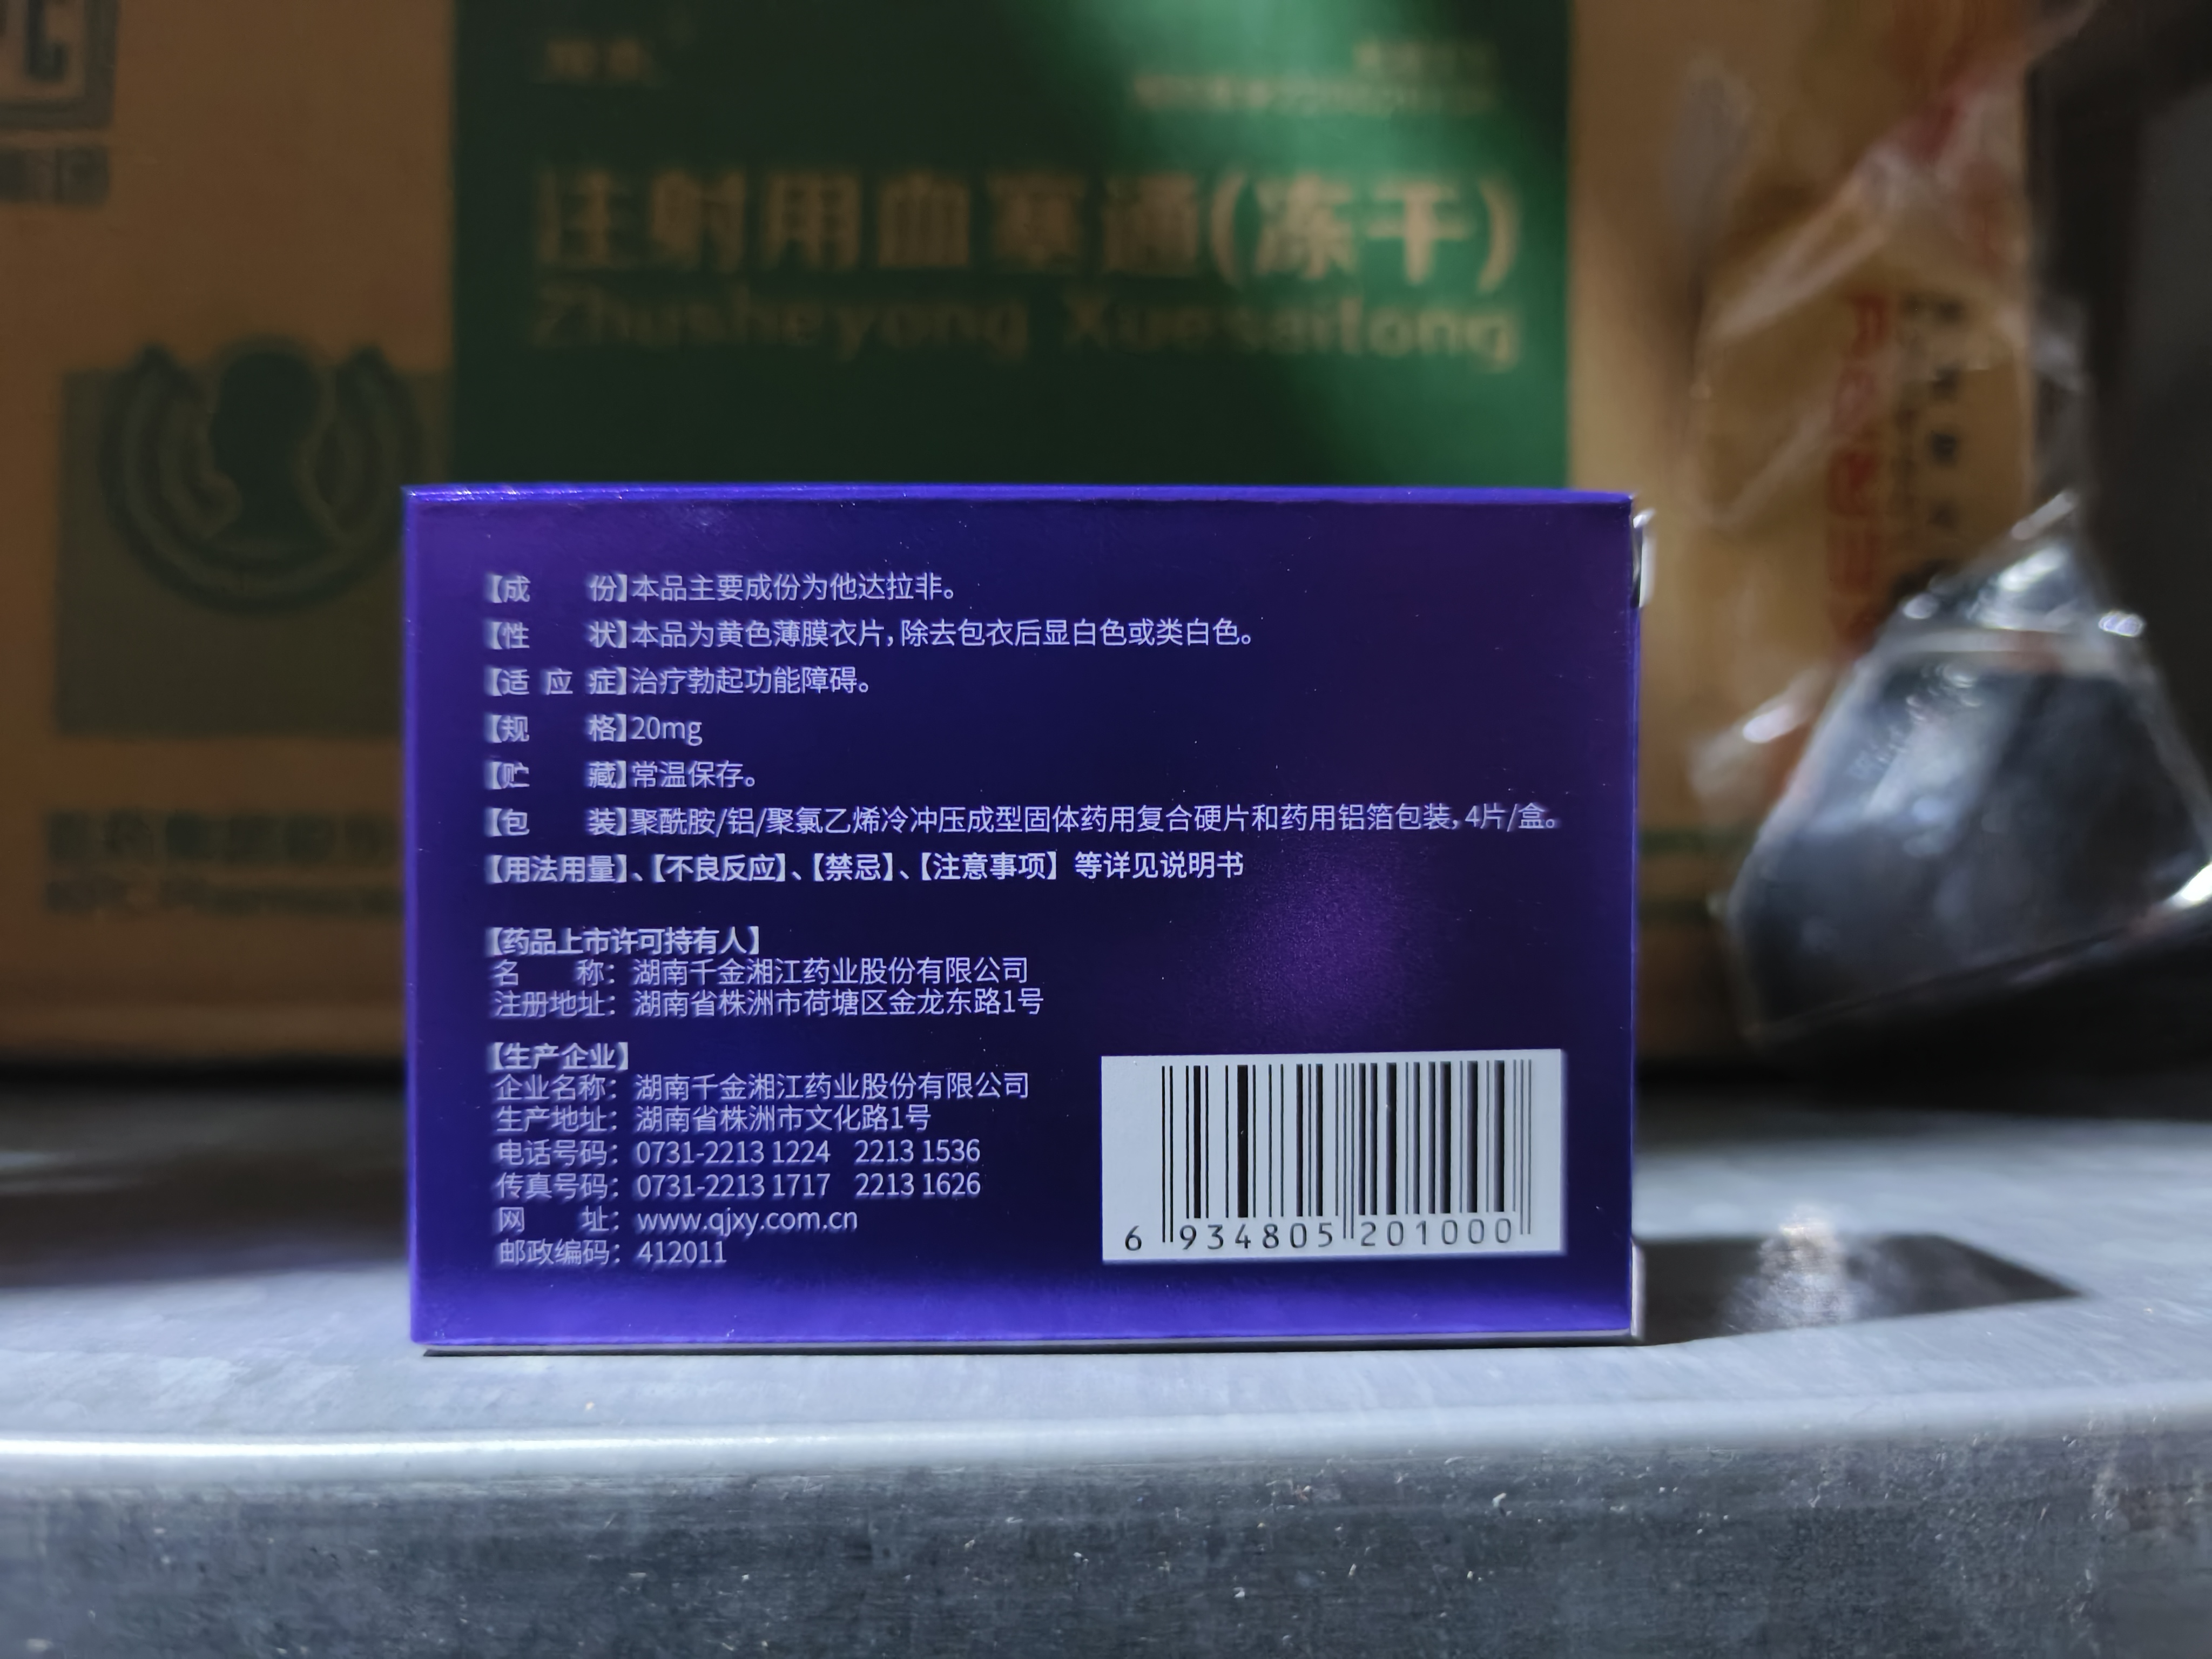 注射用血塞通(冻干)
Zhusheyong Xuesaitong
【成 份】本品主要成份为他达拉非。
【性 状】本品为黄色薄膜衣片,除去包衣后显白色或类白色。
【适 应 症】治疗勃起功能障碍。
【规 格】20mg
【贮 藏】常温保存。
【包 装】聚酰胺/铝/聚氯乙烯冷冲压成型固体药用复合硬片和药用铝箔包装,4片/盒。
【用法用量】、【不良反应】、【禁忌】、【注意事项】等详见说明书
【药品上市许可持有人】
名 称:湖南千金湘江药业股份有限公司
注册地址:湖南省株洲市荷塘区金龙东路1号
【生产企业】
企业名称:湖南千金湘江药业股份有限公司
生产地址:湖南省株洲市文化路1号
电话号码:0731-2213 1224 2213 1536
传真号码:0731-2213 1717 2213 1626
网 址:www.qjxy.com.cn
邮政编码:412011
6 934805 201000